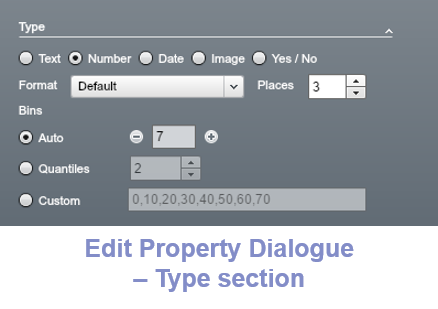 Type
Text Number Date Image Yes / No
Format Default Places 3
Bins
Auto 7
Quantiles 2
Custom 0,10,20,30,40,50,60,70
Edit Property Dialogue
– Type section